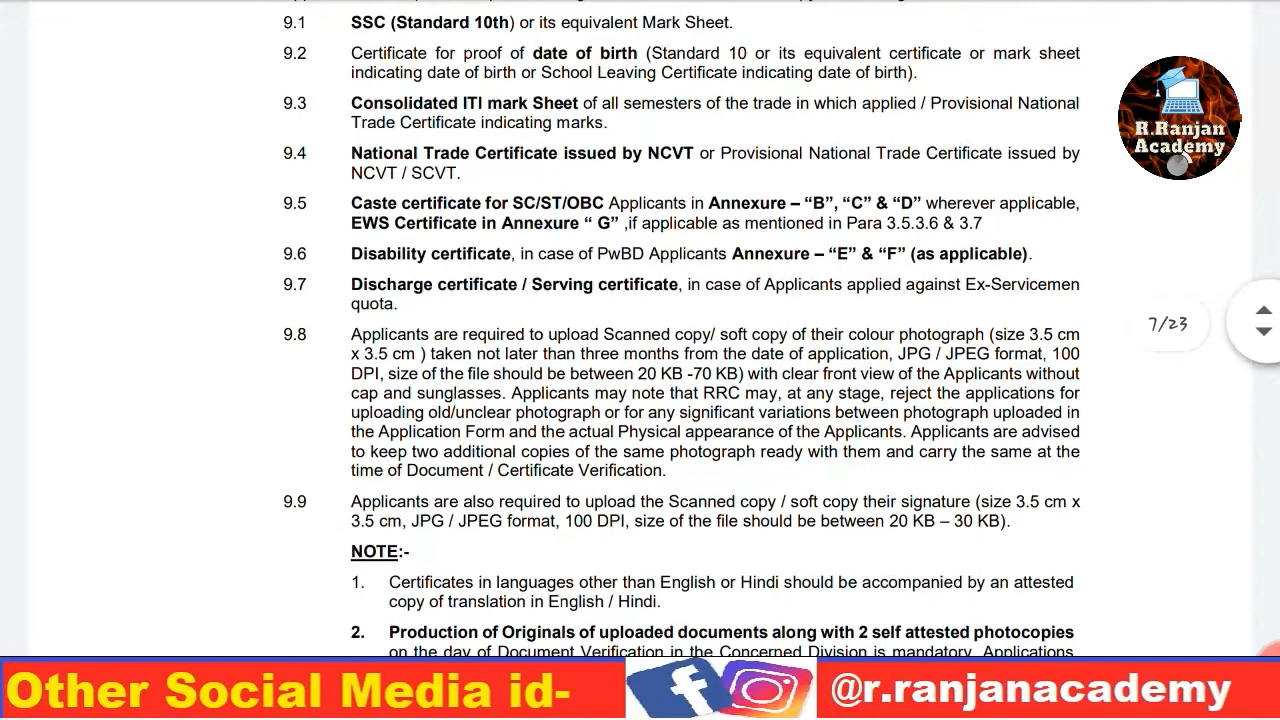 9.1 SSC (Standard 10th) or its equivalent Mark Sheet.
9.2 Certificate for proof of date of birth (Standard 10 or its equivalent certificate or mark sheet
indicating date of birth or School Leaving Certificate indicating date of birth).
9.3 Consolidated ITI mark Sheet of all semesters of the trade in which applied / Provisional National
Trade Certificate indicating marks.
9.4 National Trade Certificate issued by NCVT or Provisional National Trade Certificate issued by
NCVT / SCVT.
9.5 Caste certificate for SC/ST/OBC Applicants in Annexure – “B”, “C” & “D” wherever applicable,
EWS Certificate in Annexure “ G” ,if applicable as mentioned in Para 3.5.3.6 & 3.7
9.6 Disability certificate, in case of PwBD Applicants Annexure – “E” & “F” (as applicable).
9.7 Discharge certificate / Serving certificate, in case of Applicants applied against Ex-Servicemen
quota.
9.8 Applicants are required to upload Scanned copy/ soft copy of their colour photograph (size 3.5 cm
x 3.5 cm ) taken not later than three months from the date of application, JPG / JPEG format, 100
DPI, size of the file should be between 20 KB -70 KB) with clear front view of the Applicants without
cap and sunglasses. Applicants may note that RRC may, at any stage, reject the applications for
uploading old/unclear photograph or for any significant variations between photograph uploaded in
the Application Form and the actual Physical appearance of the Applicants. Applicants are advised
to keep two additional copies of the same photograph ready with them and carry the same at the
time of Document / Certificate Verification.
9.9 Applicants are also required to upload the Scanned copy / soft copy their signature (size 3.5 cm x
3.5 cm, JPG / JPEG format, 100 DPI, size of the file should be between 20 KB – 30 KB).
NOTE:-
1. Certificates in languages other than English or Hindi should be accompanied by an attested
copy of translation in English / Hindi.
2. Production of Originals of uploaded documents along with 2 self attested photocopies
on the day of Document Verification in the Concerned Division is mandatory. Applications
R.Ranjan
Academy
7/23
Other Social Media id-
@r.ranjanacademy